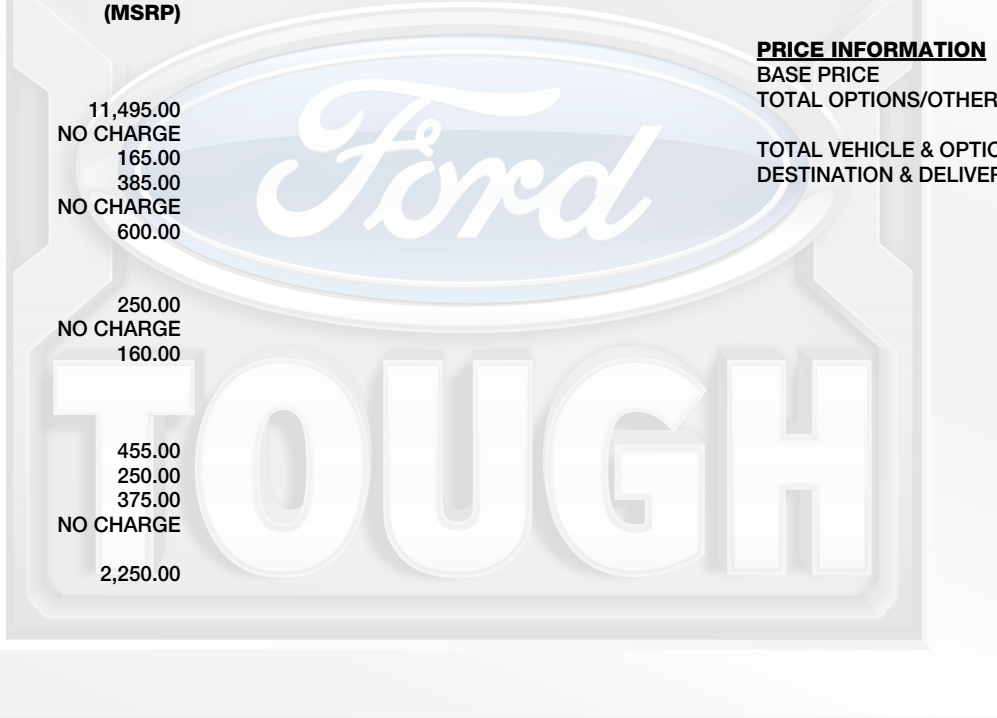 (MSRP)
11,495.00
NO CHARGE
165.00
385.00
NO CHARGE
600.00
250.00
NO CHARGE
160.00
455.00
250.00
375.00
NO CHARGE
2,250.00
PRICE INFORMATION
BASE PRICE
TOTAL OPTIONS/OTHER
TOTAL VEHICLE & OPTIO
DESTINATION & DELIVER
Ford
TOUGH